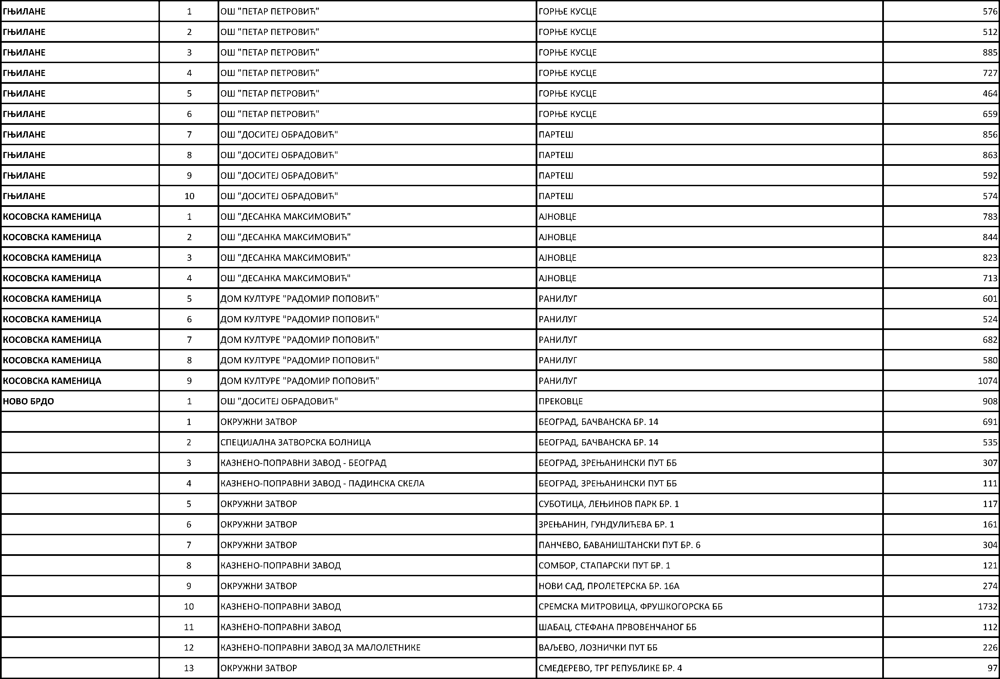 ГЊИЛАНЕ 1 ОШ "ПЕТАР ПЕТРОВИЋ" ГОРЊЕ КУСЦЕ 576
ГЊИЛАНЕ 2 ОШ "ПЕТАР ПЕТРОВИЋ" ГОРЊЕ КУСЦЕ 512
ГЊИЛАНЕ 3 ОШ "ПЕТАР ПЕТРОВИЋ" ГОРЊЕ КУСЦЕ 885
ГЊИЛАНЕ 4 ОШ "ПЕТАР ПЕТРОВИЋ" ГОРЊЕ КУСЦЕ 727
ГЊИЛАНЕ 5 ОШ "ПЕТАР ПЕТРОВИЋ" ГОРЊЕ КУСЦЕ 464
ГЊИЛАНЕ 6 ОШ "ПЕТАР ПЕТРОВИЋ" ГОРЊЕ КУСЦЕ 659
ГЊИЛАНЕ 7 ОШ "ДОСИТЕЈ ОБРАДОВИЋ" ПАРТЕШ 856
ГЊИЛАНЕ 8 ОШ "ДОСИТЕЈ ОБРАДОВИЋ" ПАРТЕШ 863
ГЊИЛАНЕ 9 ОШ "ДОСИТЕЈ ОБРАДОВИЋ" ПАРТЕШ 592
ГЊИЛАНЕ 10 ОШ "ДОСИТЕЈ ОБРАДОВИЋ" ПАРТЕШ 574
КОСОВСКА КАМЕНИЦА 1 ОШ "ДЕСАНКА МАКСИМОВИЋ" АЈНОВЦЕ 783
КОСОВСКА КАМЕНИЦА 2 ОШ "ДЕСАНКА МАКСИМОВИЋ" АЈНОВЦЕ 844
КОСОВСКА КАМЕНИЦА 3 ОШ "ДЕСАНКА МАКСИМОВИЋ" АЈНОВЦЕ 823
КОСОВСКА КАМЕНИЦА 4 ОШ "ДЕСАНКА МАКСИМОВИЋ" АЈНОВЦЕ 713
КОСОВСКА КАМЕНИЦА 5 ДОМ КУЛТУРЕ "РАДОМИР ПОПОВИЋ" РАНИЛУГ 601
КОСОВСКА КАМЕНИЦА 6 ДОМ КУЛТУРЕ "РАДОМИР ПОПОВИЋ" РАНИЛУГ 524
КОСОВСКА КАМЕНИЦА 7 ДОМ КУЛТУРЕ "РАДОМИР ПОПОВИЋ" РАНИЛУГ 682
КОСОВСКА КАМЕНИЦА 8 ДОМ КУЛТУРЕ "РАДОМИР ПОПОВИЋ" РАНИЛУГ 580
КОСОВСКА КАМЕНИЦА 9 ДОМ КУЛТУРЕ "РАДОМИР ПОПОВИЋ" РАНИЛУГ 1074
НОВО БРДО 1 ОШ "ДОСИТЕЈ ОБРАДОВИЋ" ПРЕКОВЦЕ 908
1 ОКРУЖНИ ЗАТВОР БЕОГРАД, БАЧВАНСКА БР. 14 691
2 СПЕЦИЈАЛНА ЗАТВОРСКА БОЛНИЦА БЕОГРАД, БАЧВАНСКА БР. 14 535
3 КАЗНЕНО-ПОПРАВНИ ЗАВОД - БЕОГРАД БЕОГРАД, ЗРЕЊАНИНСКИ ПУТ ББ 307
4 КАЗНЕНО-ПОПРАВНИ ЗАВОД - ПАДИНСКА СКЕЛА БЕОГРАД, ЗРЕЊАНИНСКИ ПУТ ББ 111
5 ОКРУЖНИ ЗАТВОР СУБОТИЦА, ЛЕЊИНОВ ПАРК БР. 1 117
6 ОКРУЖНИ ЗАТВОР ЗРЕЊАНИН, ГУНДУЛИЋЕВА БР. 1 161
7 ОКРУЖНИ ЗАТВОР ПАНЧЕВО, БАВАНИШТАНСКИ ПУТ БР. 6 304
8 КАЗНЕНО-ПОПРАВНИ ЗАВОД СОМБОР, СТАПАРСКИ ПУТ БР. 1 121
9 ОКРУЖНИ ЗАТВОР НОВИ САД, ПРОЛЕТЕРСКА БР. 16А 274
10 КАЗНЕНО-ПОПРАВНИ ЗАВОД СРЕМСКА МИТРОВИЦА, ФРУШКОГОРСКА ББ 1732
11 КАЗНЕНО-ПОПРАВНИ ЗАВОД ШАБАЦ, СТЕФАНА ПРВОВЕНЧАНОГ ББ 112
12 КАЗНЕНО-ПОПРАВНИ ЗАВОД ЗА МАЛОЛЕТНИКЕ ВАЉЕВО, ЛОЗНИЧКИ ПУТ ББ 226
13 ОКРУЖНИ ЗАТВОР СМЕДЕРЕВО, ТРГ РЕПУБЛИКЕ БР. 4 97